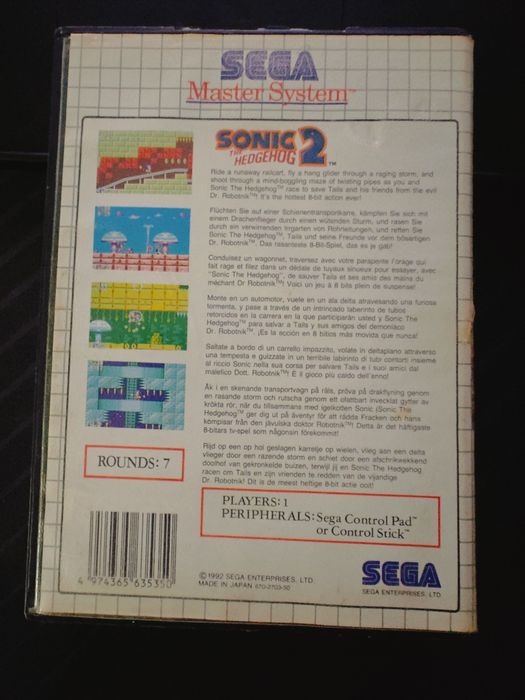 SEGA
Master System™
SONIC
THE
HEDGEHOG 2™
Ride a runaway railcart, fly a hang glider through a raging storm, and
shoot through a mind-boggling maze of twisting pipes as you and
Sonic The Hedgehog™ race to save Tails and his friends from the evil
Dr. Robotnik™! It's the hottest 8-bit action ever!
Flüchten Sie auf einer Schienentransportkarre, kämpfen Sie sich mit
einem Drachenflieger durch einen wütenden Sturm, und rasen Sie
durch ein verwirrenden Irrgarten von Rohrleitungen, und retten Sie
Sonic The Hedgehog™, Tails und seine Freunde vor dem bösertigen
Dr. Robotnik™. Das rasanteste 8-Bit-Spiel, das es je gab!
Conduisez un wagonnet, traversez avec votre parapente l'orage qui
fait rage et filez dans un dédale de tuyaux sinueux pour essayer, avec
"Sonic The Hedgehog", de sauver Tails et ses amis des mains du
méchant Dr Robotnik™! Voici un jeu à 8 bits plein de suspense!
Monte en un automotor, vuele en un ala delta atravesando una furiosa
tormenta, y pase a través de un intrincado laberinto de tubos
retorcidos en la carrera en la que participarán usted y Sonic The
Hedgehog™ para salvar a Tails y sus amigos del demoníaco
Dr. Robotnik™. ¡Es la acción en 8 bits más movida que nunca!
Saltate a bordo di un carrello impazzito, volate in deltaplano attraverso
una tempesta e guizzate in un terribile labirinto di tubi contorti insieme
al riccio Sonic nella sua corsa per salvare Tails e i suoi amici dal
malefico Dott. Robotnik™! È il gioco più caldo dell'anno!
Åk i en skenande transportvagn på räls, pröva på drakflygning genom
en rasande storm och rutscha genom ett ofattbart invecklat gytter av
krökta rör, när du tillsammans med igelkotten Sonic (Sonic The
Hedgehog™ ger dig ut på äventyr för att rädda Fracken och hans
kompisar från den jävulska doktor Robotnik™! Detta är det häftigaste
8-bitars tv-spel som någonsin förekommit!
Rijd op een op hol geslagen karretje op wielen, vlieg aan een delta
vlieger door een razende storm en schiet door een afschrikwekkend
doolhof van gekronkelde buizen, terwijl jij en Sonic The Hedgehog
racen om Tails en zijn vrienden te redden van de vijandige
Dr. Robotnik! Dit is de meest heftige 8-bit actie ooit!
ROUNDS: 7
PLAYERS: 1
PERIPHERALS: Sega Control Pad™
or Control Stick™
4 974365 635350
© 1992 SEGA ENTERPRISES, LTD.
MADE IN JAPAN 670-2703-50
SEGA
SEGA ENTERPRISES, LTD.